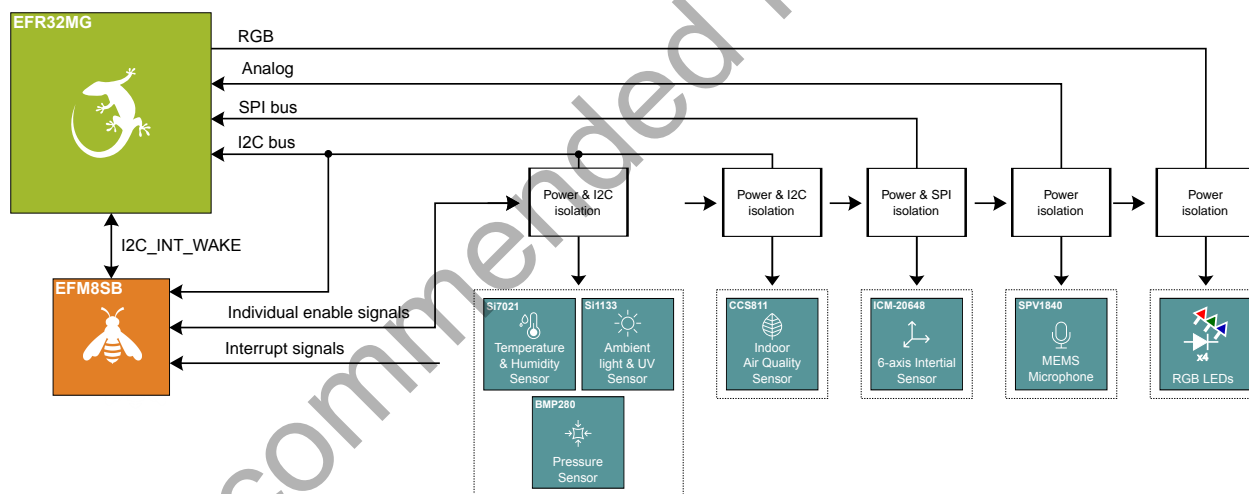 EFR32MG
RGB
Analog
SPI bus
I2C bus
I2C_INT_WAKE
EFM8SB
Individual enable signals
Interrupt signals
Power & I2C
isolation
Power & I2C
isolation
Power & SPI
isolation
Power
isolation
Power
isolation
Si7021
Temperature
& Humidity
Sensor
Si1133
Ambient
light & UV
Sensor
BMP280
Pressure
Sensor
CCS811
Indoor
Air Quality
Sensor
ICM-20648
6-axis Intertial
Sensor
SPV1840
MEMS
Microphone
x4
RGB LEDs
commended